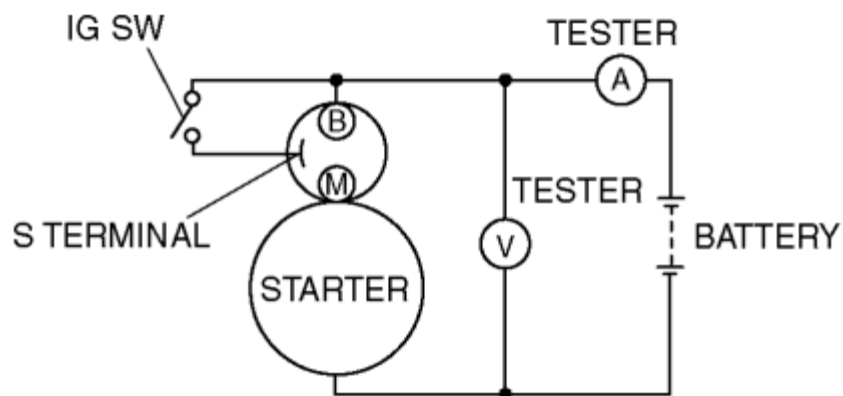 IG SW
TESTER
A
B
M
S TERMINAL
TESTER
V
BATTERY
STARTER